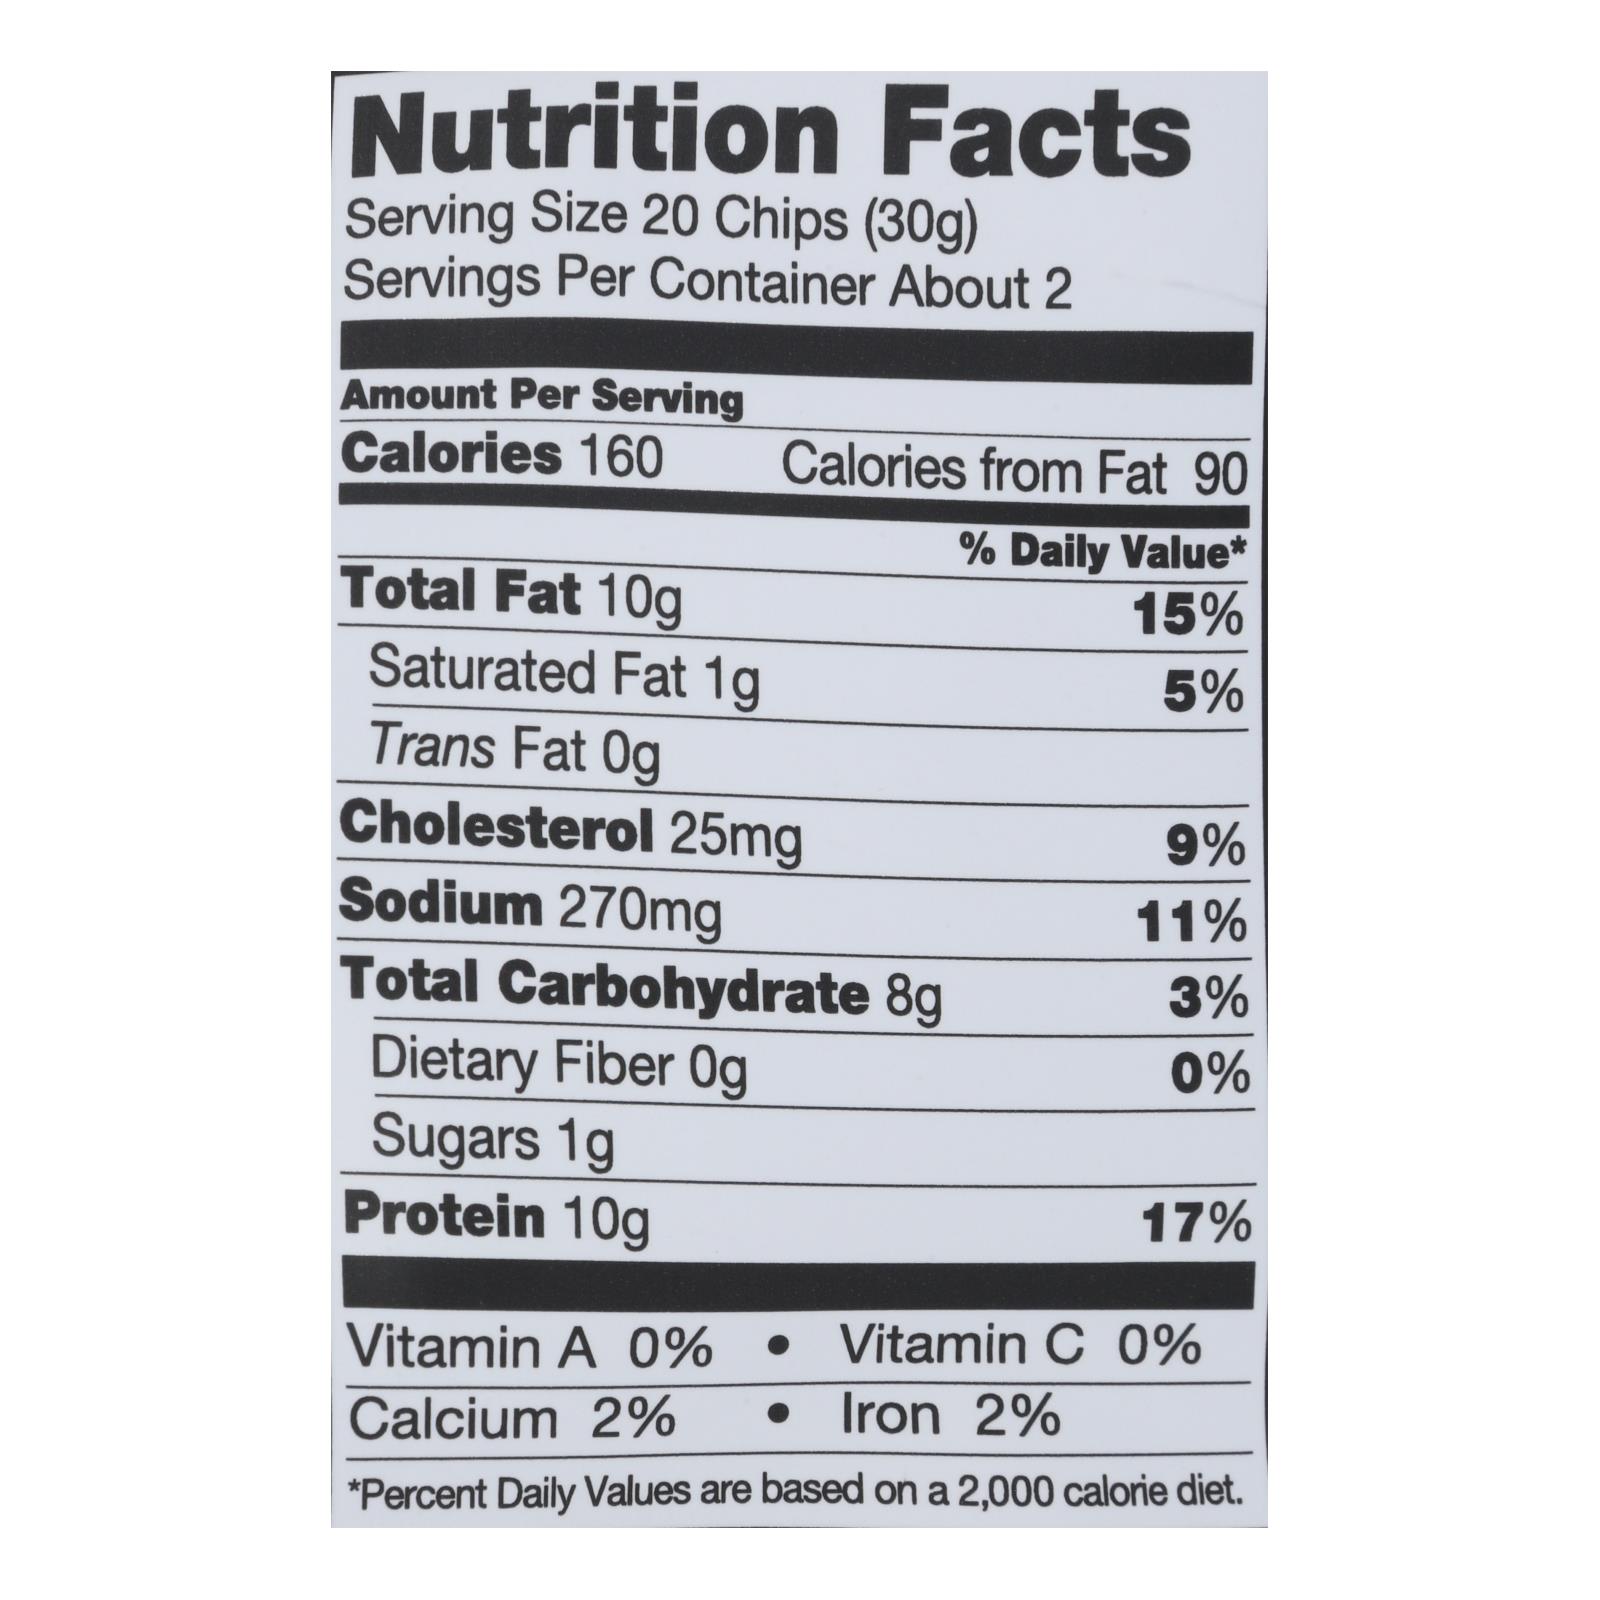 Nutrition Facts
Serving Size 20 Chips (30g)
Servings Per Container About 2
Amount Per Serving
Calories 160 Calories from Fat 90
% Daily Value*
Total Fat 10g 15%
Saturated Fat 1g 5%
Trans Fat 0g
Cholesterol 25mg 9%
Sodium 270mg 11%
Total Carbohydrate 8g 3%
Dietary Fiber 0g 0%
Sugars 1g
Protein 10g 17%
Vitamin A 0% • Vitamin C 0%
Calcium 2% • Iron 2%
*Percent Daily Values are based on a 2,000 calorie diet.